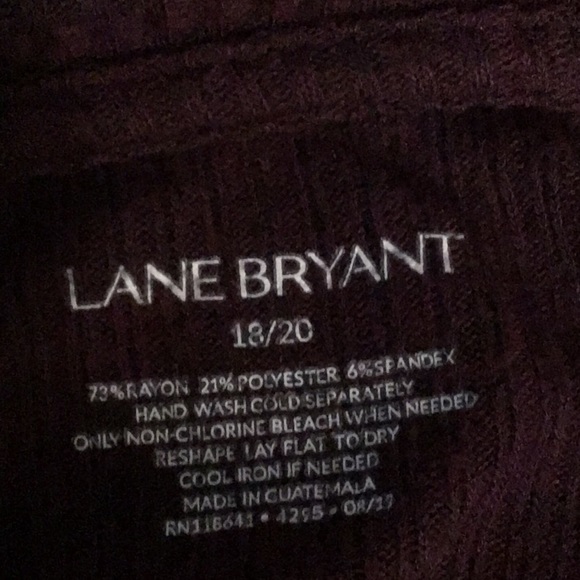 LANE BRYANT
18/20
73%RAYON 21%POLYESTER 6%SPANDEX
HAND WASH COLD SEPARATELY
ONLY NON-CHLORINE BLEACH WHEN NEEDED
RESHAPE LAY FLAT TO DRY
COOL IRON IF NEEDED
MADE IN GUATEMALA